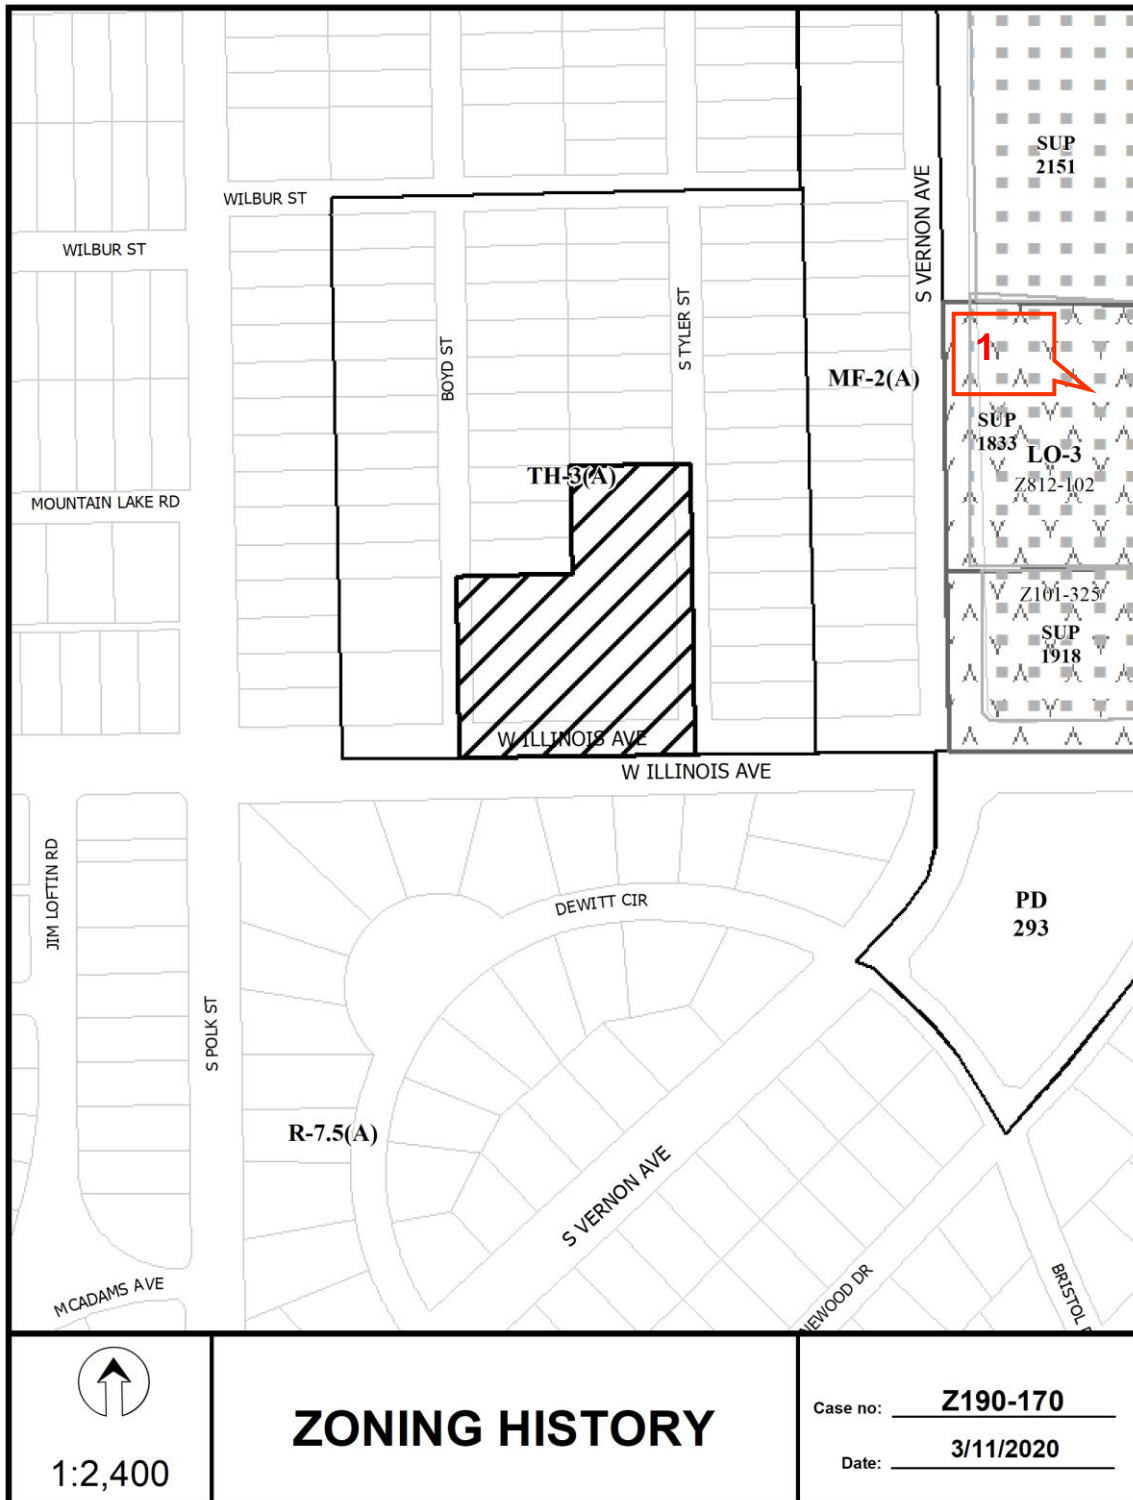 SUP
2151
S VERNON AVE
WILBUR ST
WILBUR ST
S TYLER ST
BOYD ST
1
MF-2(A)
SUP
1833
LO-3
Z812-102
TH-3(A)
MOUNTAIN LAKE RD
Z101-325
SUP
1918
W ILLINOIS AVE
W ILLINOIS AVE
JIM LOFTIN RD
DEWITT CIR
PD
293
S POLK ST
R-7.5(A)
S VERNON AVE
MCADAMS AVE
NEWOOD DR
BRISTOL
1:2,400
ZONING HISTORY
Case no: Z190-170
Date: 3/11/2020